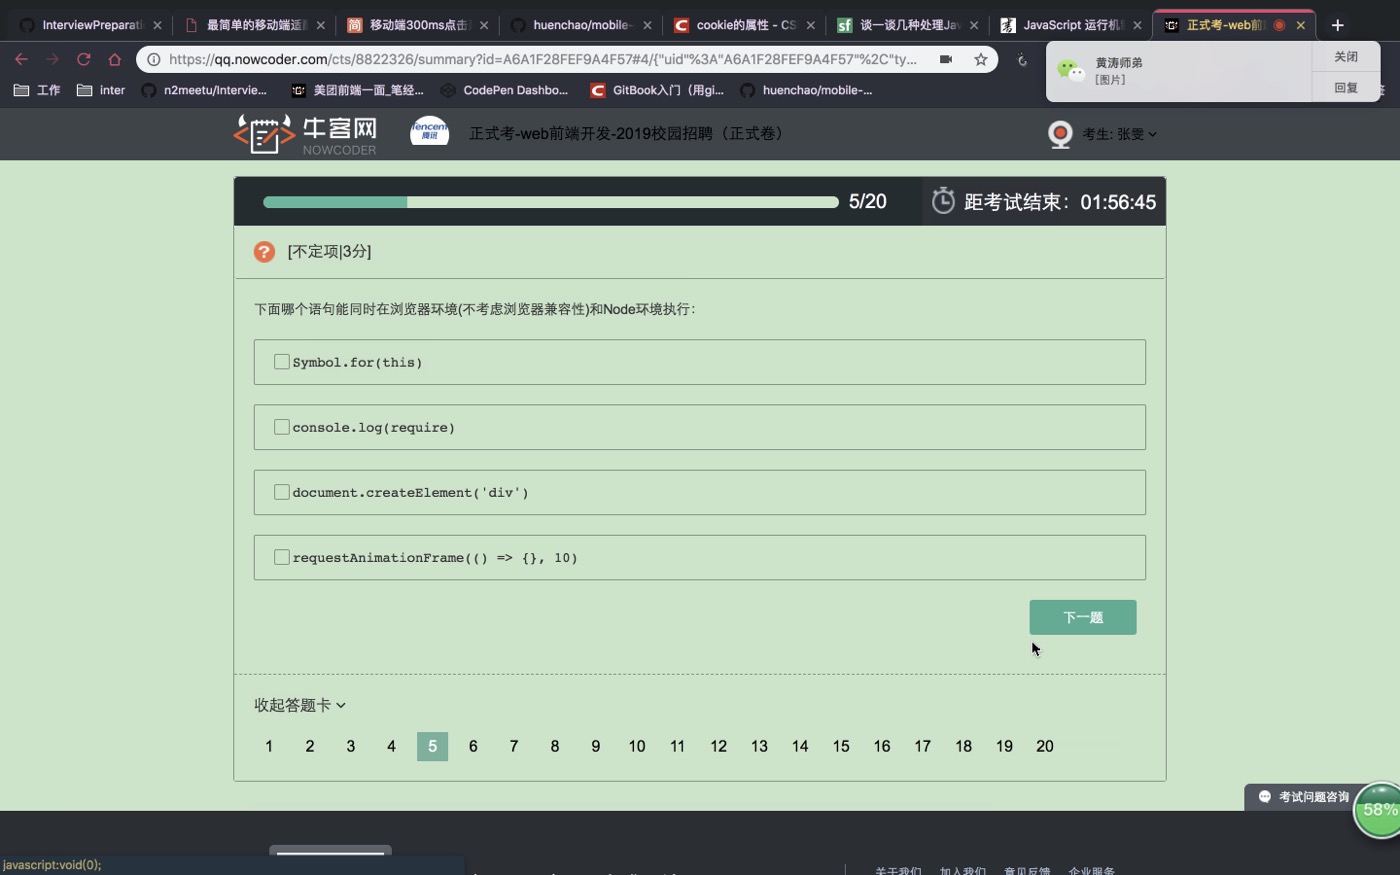 InterviewPreparati
最简单的移动端适
移动端300ms点击
huenchao/mobile-
cookie的属性 - CS
谈一谈几种处理Jav
JavaScript 运行机
正式考-web前
https://qq.nowcoder.com/cts/8822326/summary?id=A6A1F28FEF9A4F57#4/{"uid"%3A"A6A1F28FEF9A4F57"%2C"ty...
黄涛师弟
[图片]
关闭
回复
工作
inter
n2meetu/Intervie...
美团前端一面_笔经...
CodePen Dashbo...
GitBook入门（用gi...
huenchao/mobile-...
牛客网
NOWCODER
Tencent
腾讯
正式考-web前端开发-2019校园招聘（正式卷）
考生: 张雯
5/20
距考试结束：01:56:45
[不定项|3分]
下面哪个语句能同时在浏览器环境(不考虑浏览器兼容性)和Node环境执行：
Symbol.for(this)
console.log(require)
document.createElement('div')
requestAnimationFrame(() => {}, 10)
下一题
收起答题卡
1 2 3 4 5 6 7 8 9 10 11 12 13 14 15 16 17 18 19 20
考试问题咨询
58%
javascript:void(0);
关于我们 加入我们 意见反馈 企业服务